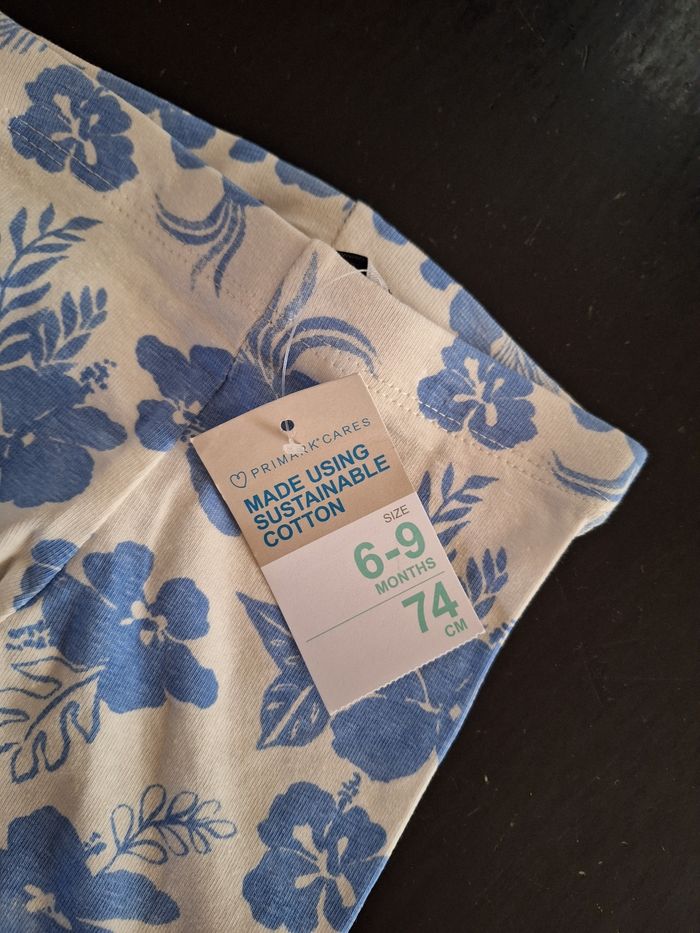 PRIMARK® CARES
MADE USING
SUSTAINABLE
COTTON
SIZE
6-9
MONTHS
74
CM